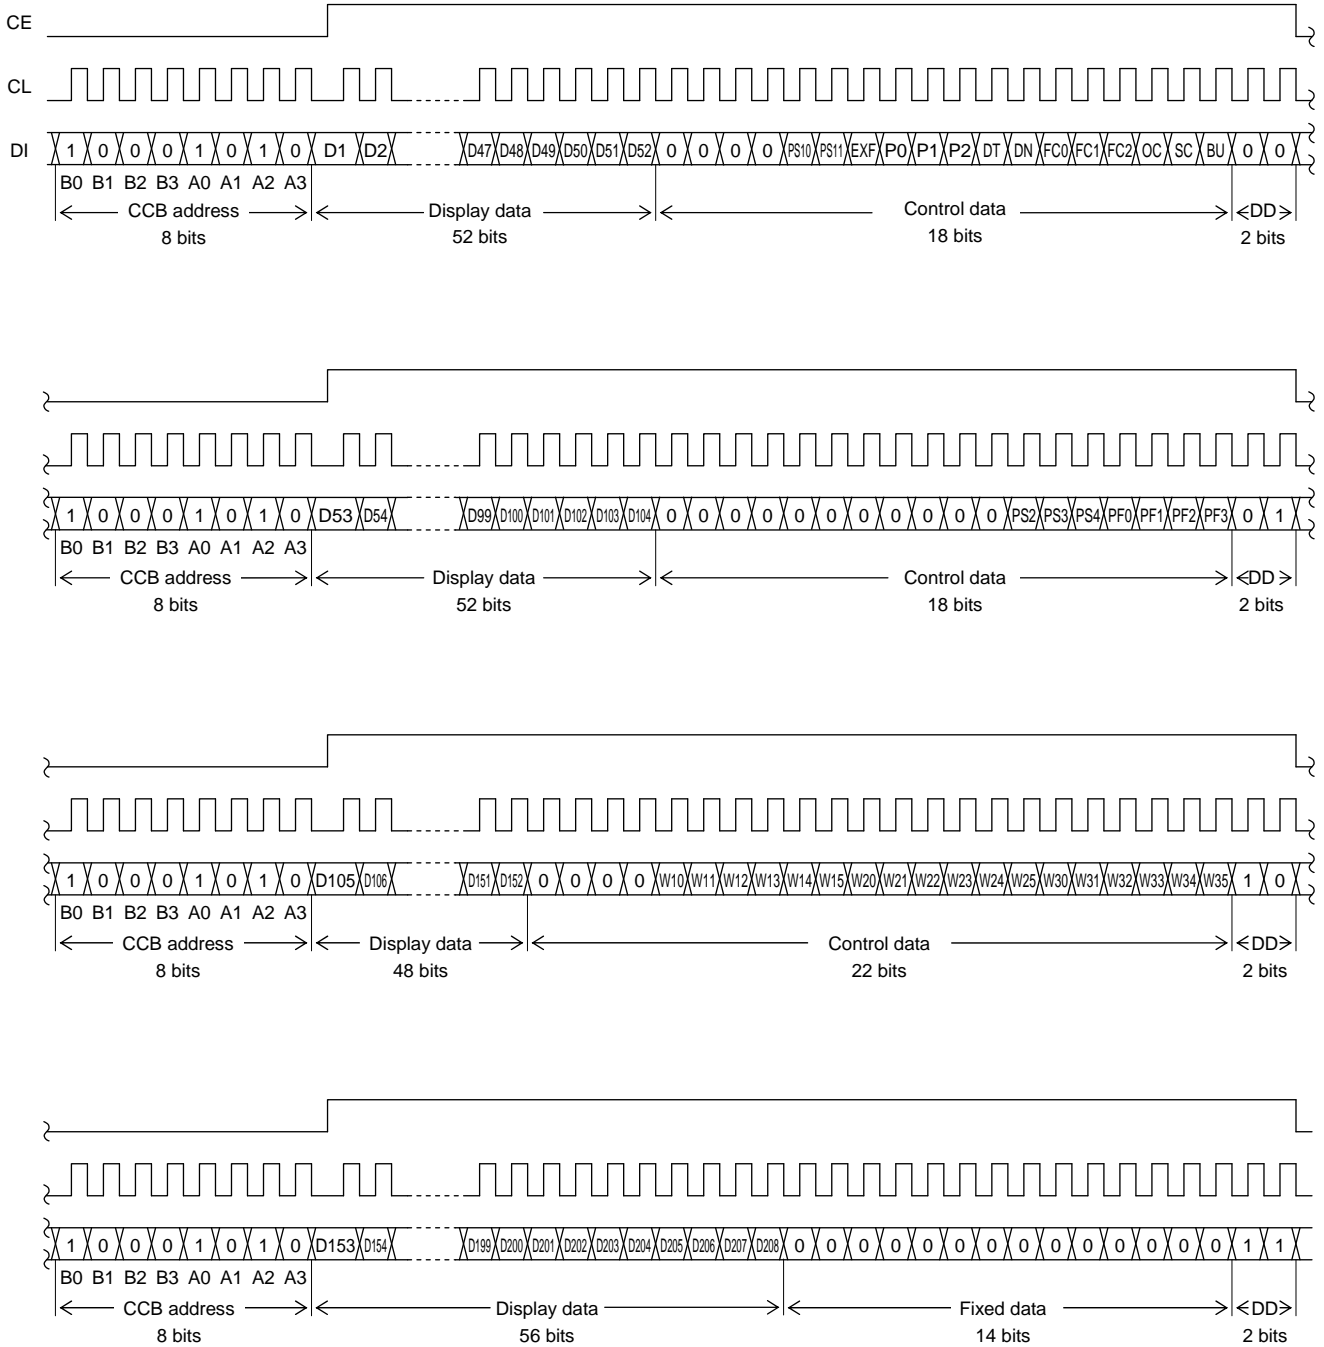 CE
CL
DI 1 0 0 0 1 0 1 0 D1 D2 D47 D48 D49 D50 D51 D52 0 0 0 0 PS10 PS11 EXF P0 P1 P2 DT DN FC0 FC1 FC2 OC SC BU 0 0
B0 B1 B2 B3 A0 A1 A2 A3
CCB address Display data Control data DD
8 bits 52 bits 18 bits 2 bits
1 0 0 0 1 0 1 0 D53 D54 D99 D100 D101 D102 D103 D104 0 0 0 0 0 0 0 0 0 0 0 PS2 PS3 PS4 PF0 PF1 PF2 PF3 0 1
B0 B1 B2 B3 A0 A1 A2 A3
CCB address Display data Control data DD
8 bits 52 bits 18 bits 2 bits
1 0 0 0 1 0 1 0 D105 D106 D151 D152 0 0 0 0 W10 W11 W12 W13 W14 W15 W20 W21 W22 W23 W24 W25 W30 W31 W32 W33 W34 W35 1 0
B0 B1 B2 B3 A0 A1 A2 A3
CCB address Display data Control data DD
8 bits 48 bits 22 bits 2 bits
1 0 0 0 1 0 1 0 D153 D154 D199 D200 D201 D202 D203 D204 D205 D206 D207 D208 0 0 0 0 0 0 0 0 0 0 0 0 0 0 1 1
B0 B1 B2 B3 A0 A1 A2 A3
CCB address Display data Fixed data DD
8 bits 56 bits 14 bits 2 bits